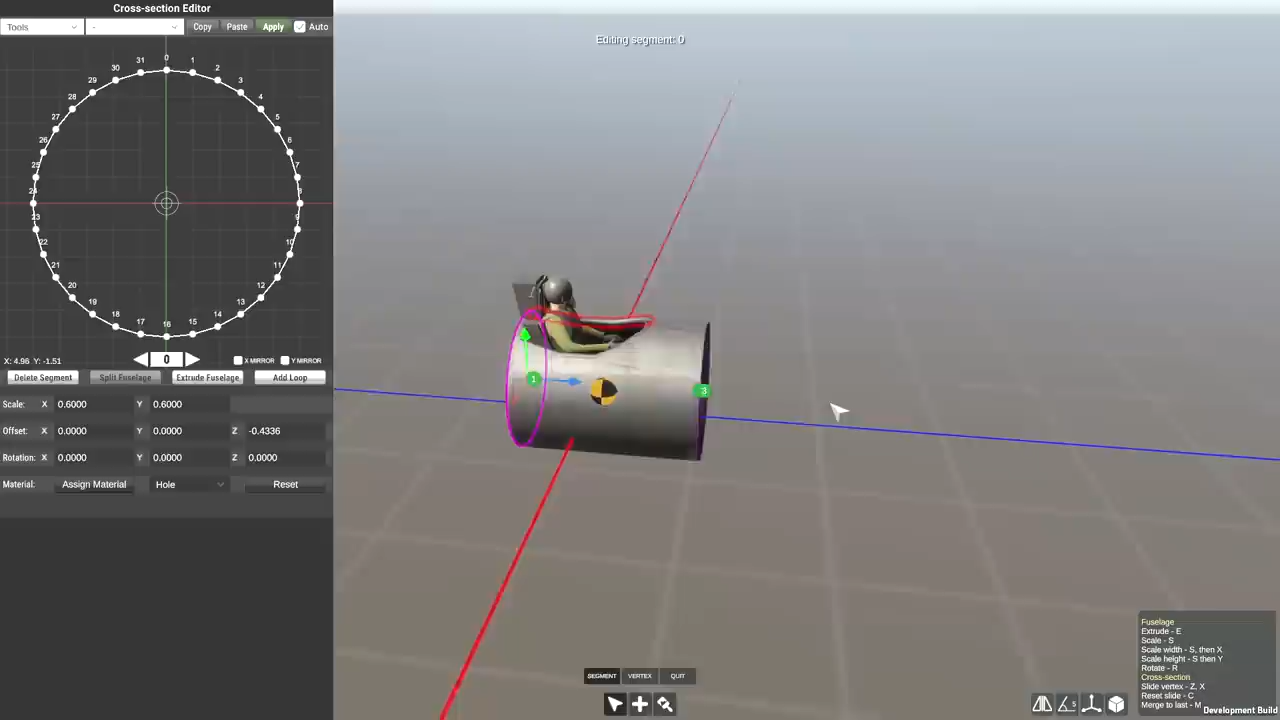 Cross-section Editor
Tools - Copy Paste Apply Auto
Editing segment: 0
0
31 1
30 2
29 3
28 4
27 5
26 6
25 7
24 8
23 9
22 10
21 11
20 12
19 13
18 14
17 15
16
X: 4.96 Y: -1.51 0 X MIRROR Y MIRROR
Delete Segment Split Fuselage Extrude Fuselage Add Loop
Scale: X 0.6000 Y 0.6000
Offset: X 0.0000 Y 0.0000 Z -0.4336
Rotation: X 0.0000 Y 0.0000 Z 0.0000
Material: Assign Material Hole Reset
1
3
SEGMENT VERTEX QUIT
Fuselage
Extrude - E
Scale - S
Scale width - S, then X
Scale height - S then Y
Rotate - R
Cross-section
Slide vertex - Z, X
Reset slide - C
Merge to last - M
Development Build